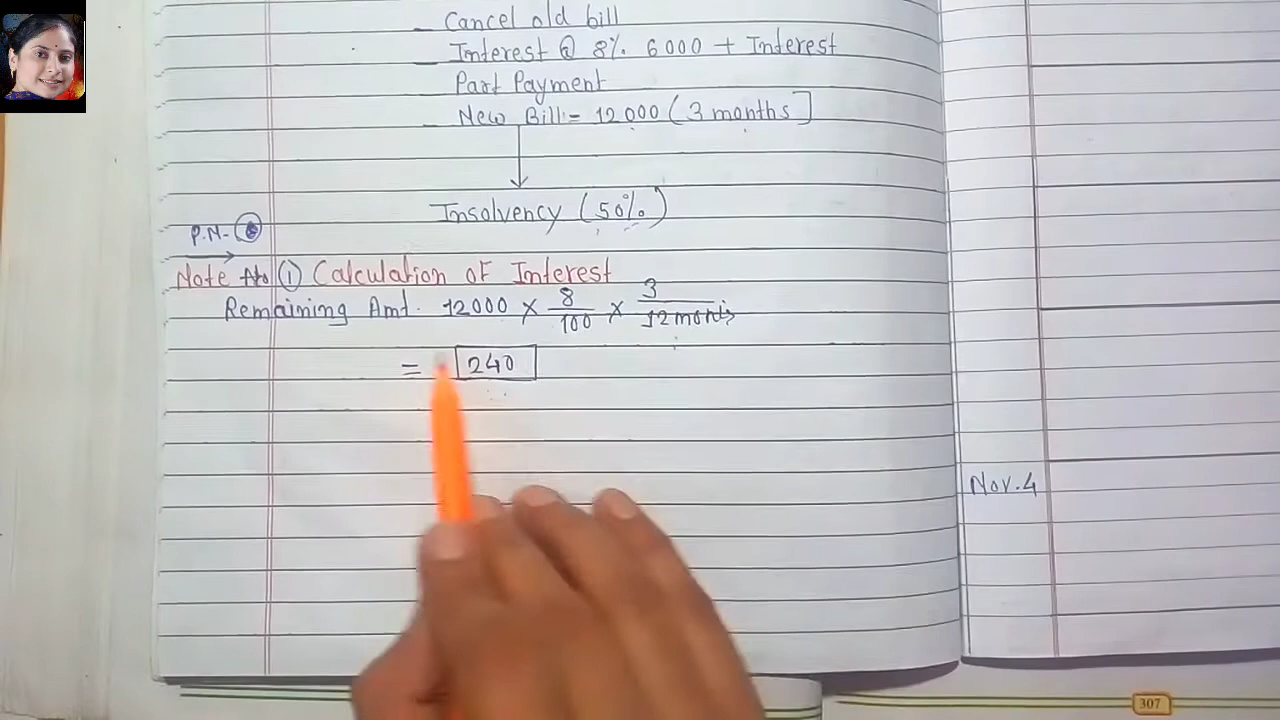 Cancel old bill
Interest @ 8% 6000 + Interest
Part Payment
New Bill = 12000 (3 months]
Insolvency (50%)
P.N.-
Note No ① Calculation of Interest
Remaining Amt. 12000 × 8/100 × 3/12 months
= 240
Nov. 4
307